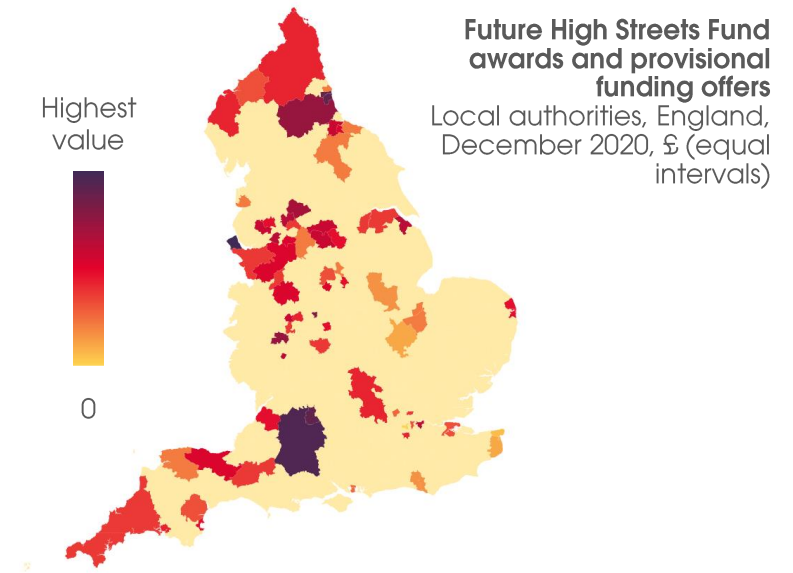 Future High Streets Fund
awards and provisional
funding offers
Local authorities, England,
December 2020, £ (equal
intervals)
Highest
value
0